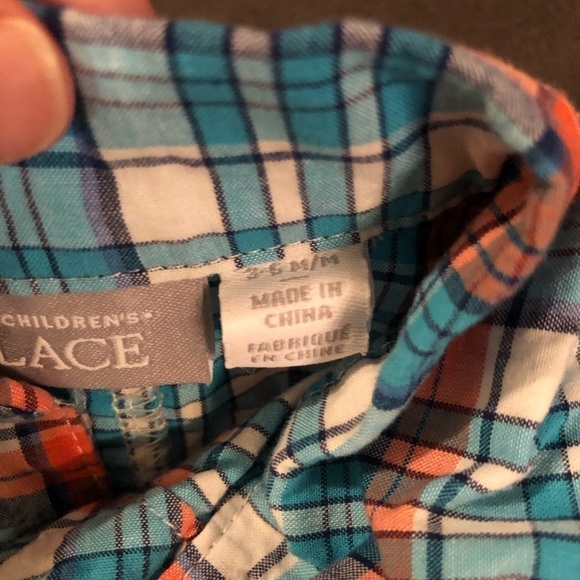 CHILDREN'S
LACE
3-6 M/M
MADE IN
CHINA
FABRIQUÉ
EN CHINE